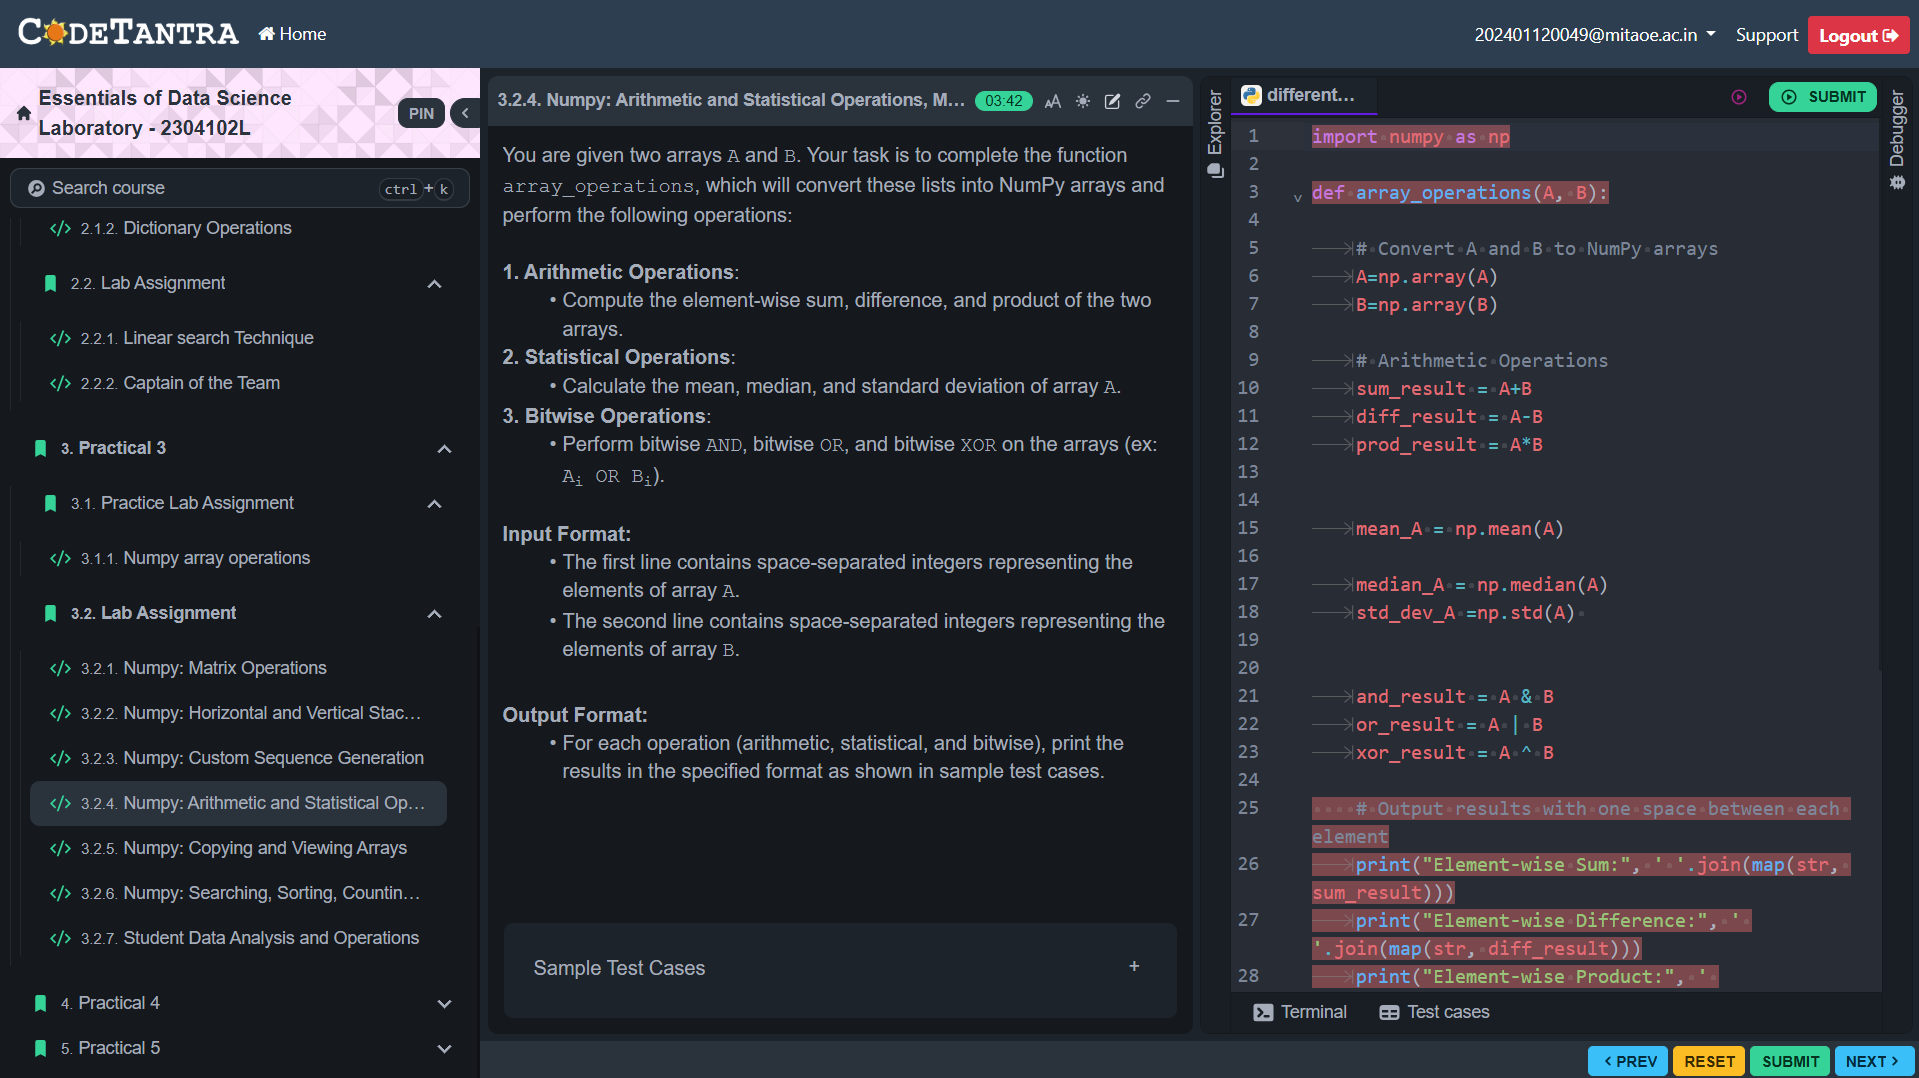 CODETANTRA
Home
202401120049@mitaoe.ac.in
Support
Logout
Essentials of Data Science
Laboratory - 2304102L
PIN
Search course
ctrl + k
2.1.2. Dictionary Operations
2.2. Lab Assignment
2.2.1. Linear search Technique
2.2.2. Captain of the Team
3. Practical 3
3.1. Practice Lab Assignment
3.1.1. Numpy array operations
3.2. Lab Assignment
3.2.1. Numpy: Matrix Operations
3.2.2. Numpy: Horizontal and Vertical Stac...
3.2.3. Numpy: Custom Sequence Generation
3.2.4. Numpy: Arithmetic and Statistical Op...
3.2.5. Numpy: Copying and Viewing Arrays
3.2.6. Numpy: Searching, Sorting, Countin...
3.2.7. Student Data Analysis and Operations
4. Practical 4
5. Practical 5
3.2.4. Numpy: Arithmetic and Statistical Operations, M...
03:42
AA
You are given two arrays A and B. Your task is to complete the function
array_operations, which will convert these lists into NumPy arrays and
perform the following operations:
1. Arithmetic Operations:
• Compute the element-wise sum, difference, and product of the two
arrays.
2. Statistical Operations:
• Calculate the mean, median, and standard deviation of array A.
3. Bitwise Operations:
• Perform bitwise AND, bitwise OR, and bitwise XOR on the arrays (ex:
Ai OR Bi).
Input Format:
• The first line contains space-separated integers representing the
elements of array A.
• The second line contains space-separated integers representing the
elements of array B.
Output Format:
• For each operation (arithmetic, statistical, and bitwise), print the
results in the specified format as shown in sample test cases.
Sample Test Cases
+
Explorer
different...
SUBMIT
Debugger
1 import numpy as np
2
3 def array_operations(A, B):
4
5 # Convert A and B to NumPy arrays
6 A=np.array(A)
7 B=np.array(B)
8
9 # Arithmetic Operations
10 sum_result = A+B
11 diff_result = A-B
12 prod_result = A*B
13
14
15 mean_A = np.mean(A)
16
17 median_A = np.median(A)
18 std_dev_A =np.std(A)
19
20
21 and_result = A & B
22 or_result = A | B
23 xor_result = A ^ B
24
25 # Output results with one space between each
element
26 print("Element-wise Sum:", ' '.join(map(str,
sum_result)))
27 print("Element-wise Difference:", '
'.join(map(str, diff_result)))
28 print("Element-wise Product:", '
Terminal
Test cases
PREV
RESET
SUBMIT
NEXT